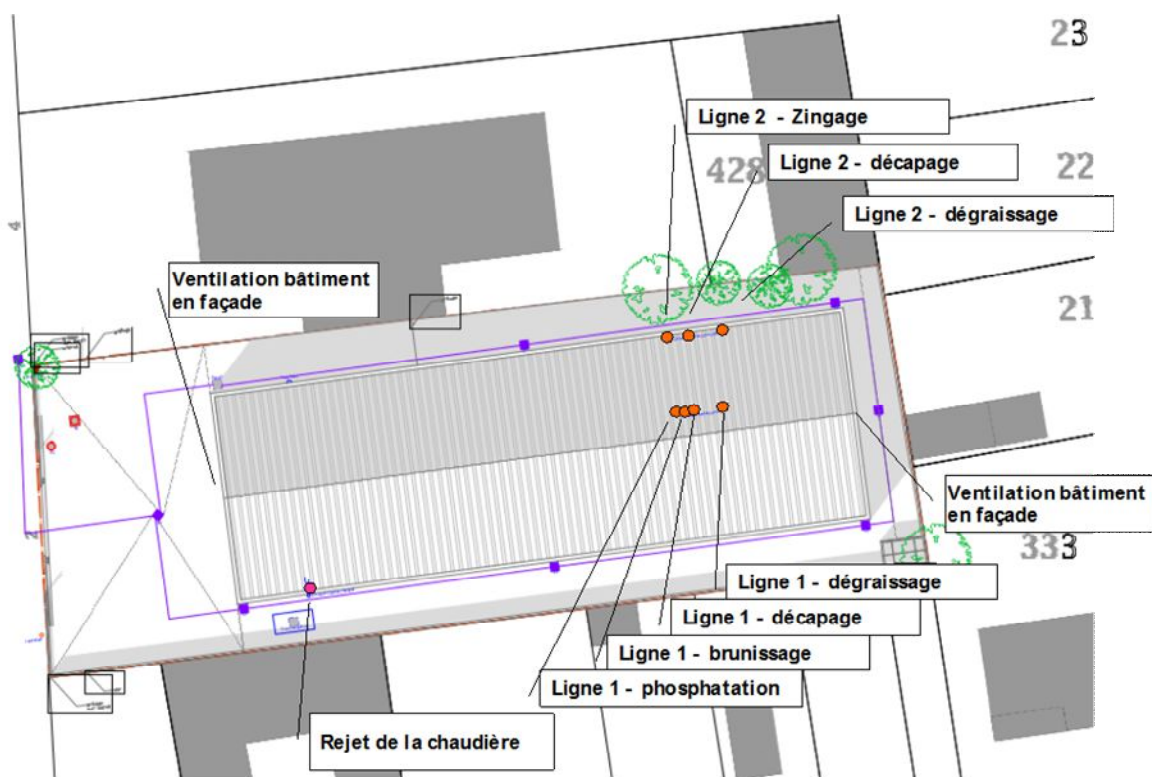 23
Ligne 2 - Zingage
428
Ligne 2 - décapage
22
Ligne 2 - dégraissage
4
Ventilation bâtiment
en façade
21
Ventilation bâtiment
en façade
2
333
Ligne 1 - dégraissage
Ligne 1 - décapage
Ligne 1 - brunissage
Ligne 1 - phosphatation
Rejet de la chaudière